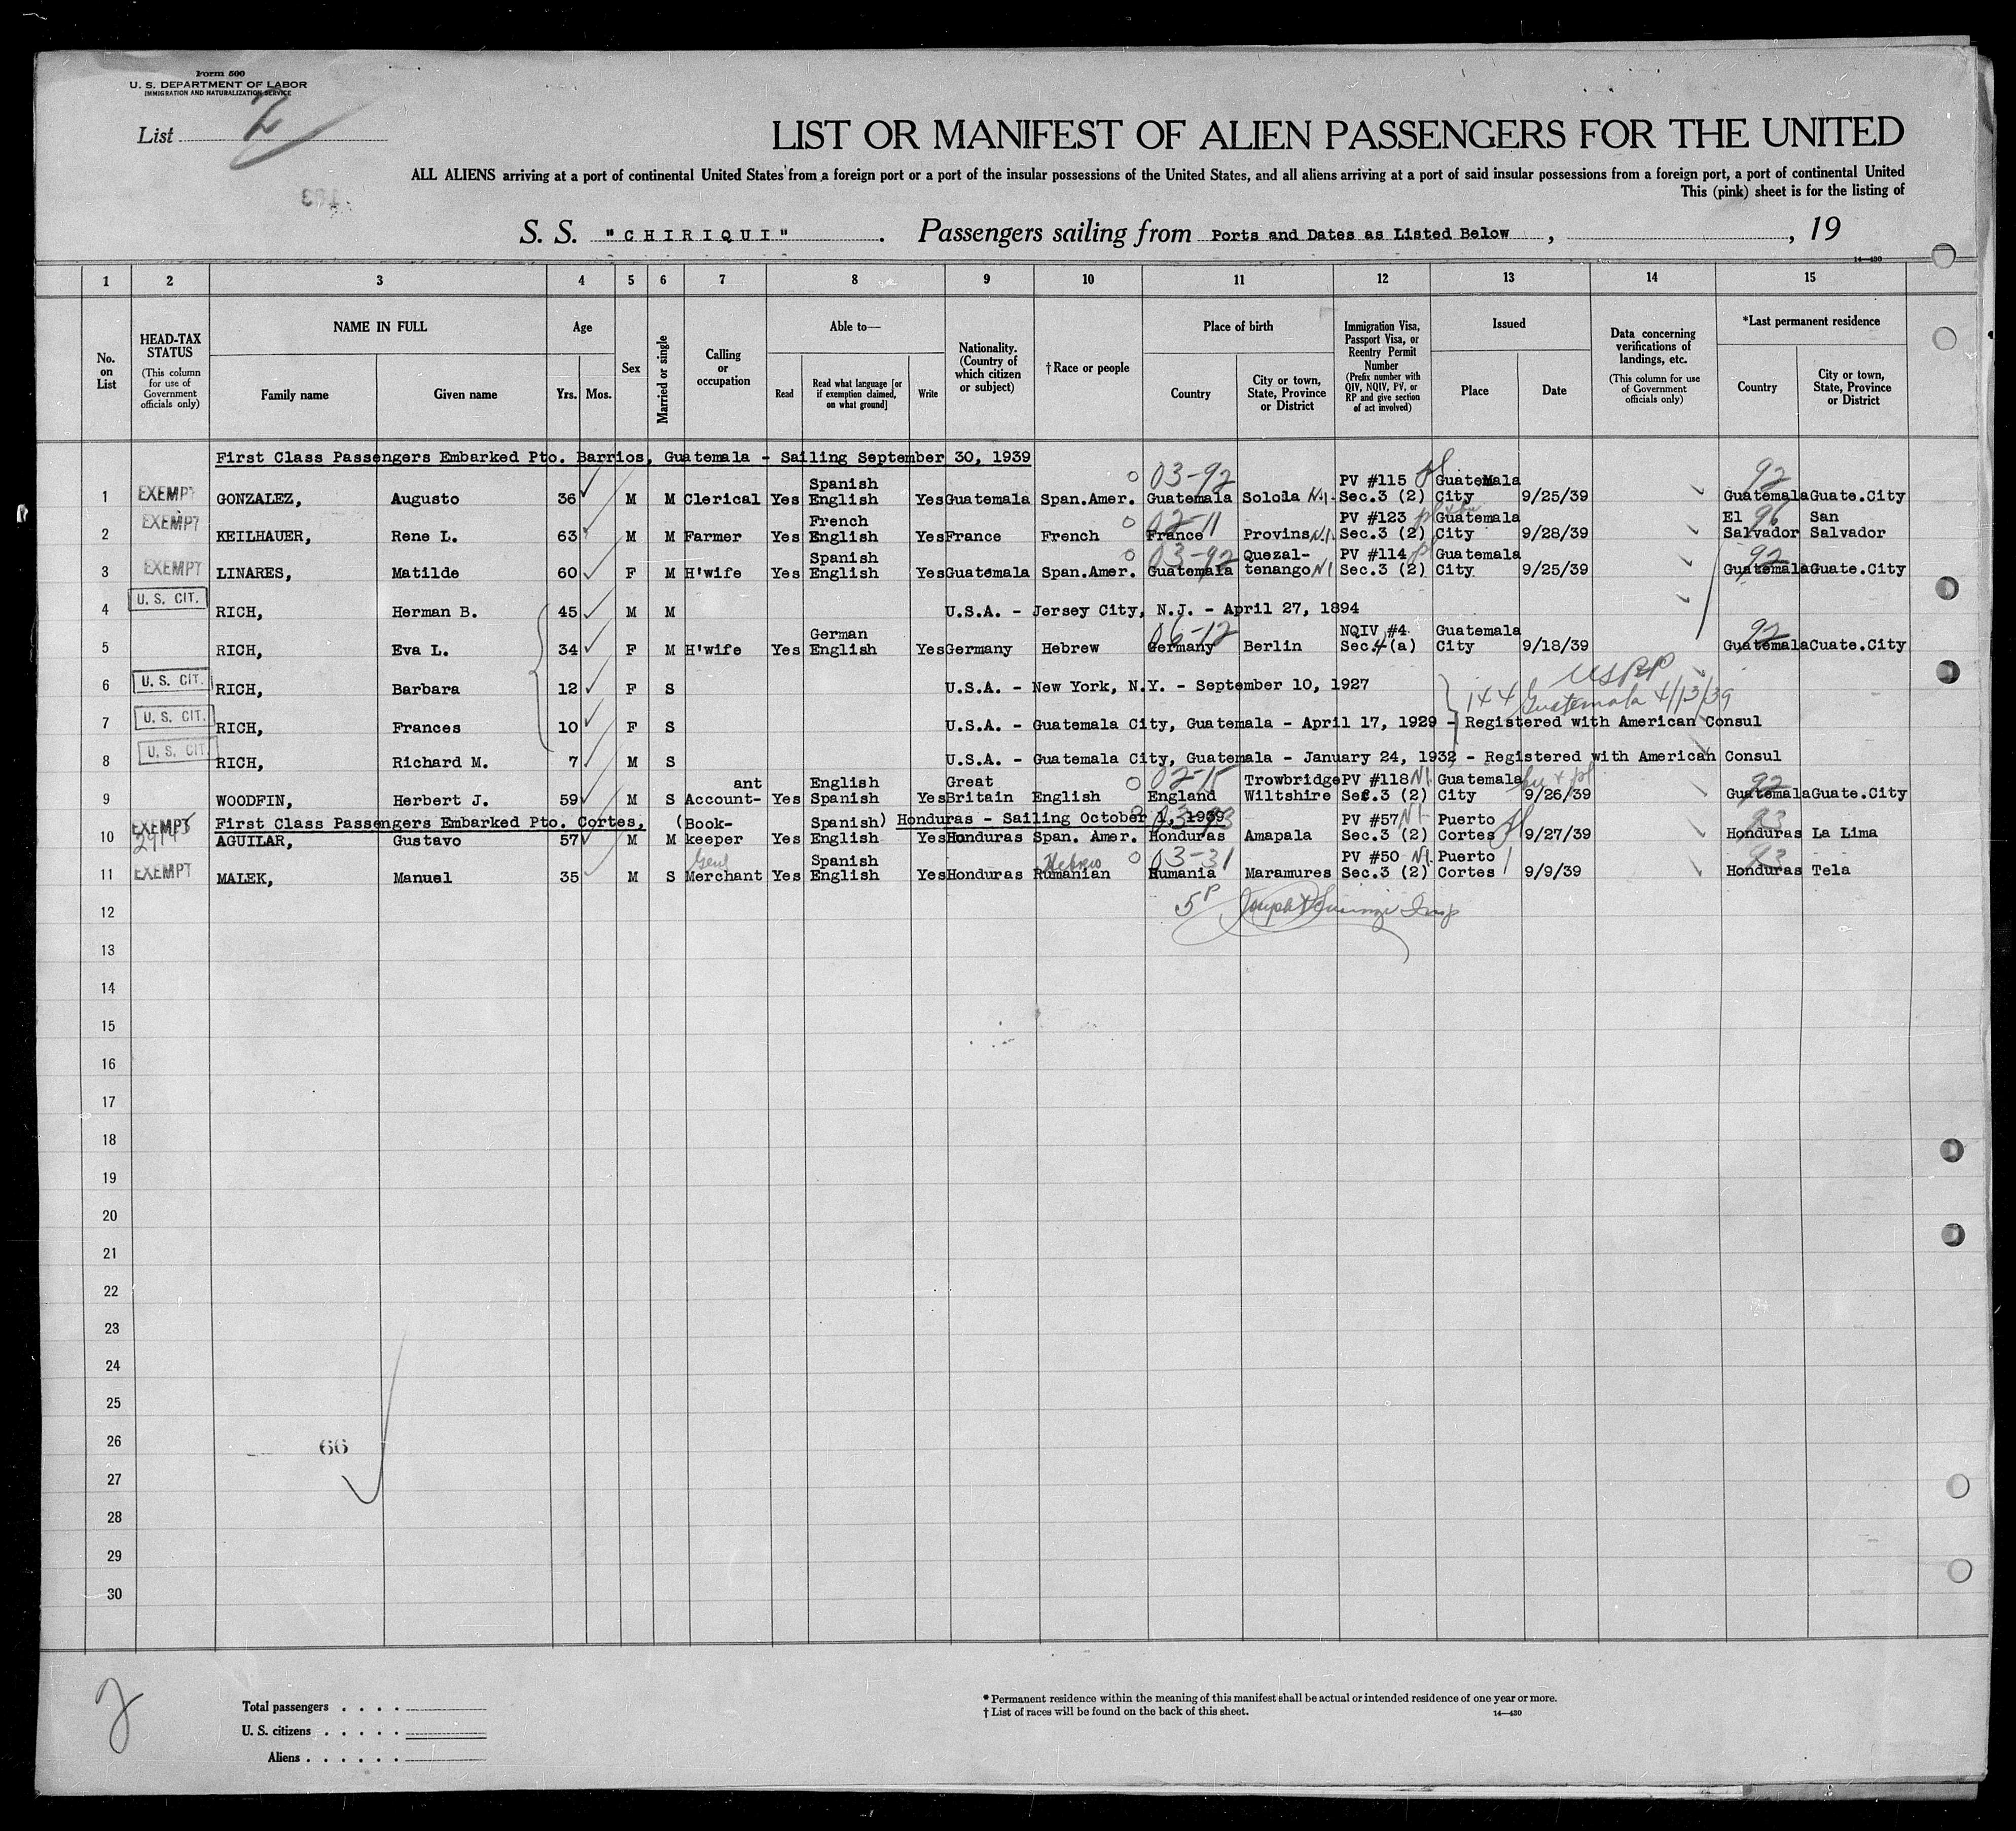 Form 500
U. S. DEPARTMENT OF LABOR
IMMIGRATION AND NATURALIZATION SERVICE
List 2
LIST OR MANIFEST OF ALIEN PASSENGERS FOR THE UNITED
ALL ALIENS arriving at a port of continental United States from a foreign port or a port of the insular possessions of the United States, and all aliens arriving at a port of said insular possessions from a foreign port, a port of continental United
This (pink) sheet is for the listing of
S. S. "CHIRIQUI" . Passengers sailing from Ports and Dates as Listed Below , , 19
14—430
1 2 3 4 5 6 7 8 9 10 11 12 13 14 15
No. on List
HEAD-TAX STATUS (This column for use of Government officials only)
NAME IN FULL Family name Given name
Age Yrs. Mos.
Sex
Married or single
Calling or occupation
Able to— Read Read what language [or if exemption claimed, on what ground] Write
Nationality. (Country of which citizen or subject)
†Race or people
Place of birth Country City or town, State, Province or District
Immigration Visa, Passport Visa, or Reentry Permit Number (Prefix number with QIV, NQIV, PV, or RP and give section of act involved)
Issued Place Date
Data concerning verifications of landings, etc. (This column for use of Government officials only)
*Last permanent residence Country City or town, State, Province or District
First Class Passengers Embarked Pto. Barrios, Guatemala - Sailing September 30, 1939
03-92 92
Spanish PV #115 Guatemala
1 EXEMPT GONZALEZ, Augusto 36 M M Clerical Yes English Yes Guatemala Span.Amer. Guatemala Solola N.I. Sec.3 (2) City 9/25/39 Guatemala Guate.City
French 02-11 PV #123 Guatemala El 96 San
2 EXEMPT KEILHAUER, Rene L. 63 M M Farmer Yes English Yes France French France Provins N.I. Sec.3 (2) City 9/28/39 Salvador Salvador
Spanish 03-92 Quezal- PV #114 Guatemala 92
3 EXEMPT LINARES, Matilde 60 F M H'wife Yes English Yes Guatemala Span.Amer. Guatemala tenango NI Sec.3 (2) City 9/25/39 Guatemala Guate.City
4 U. S. CIT. RICH, Herman B. 45 M M U.S.A. - Jersey City, N.J. - April 27, 1894
German 06-12 NQIV #4 Guatemala 92
5 RICH, Eva L. 34 F M H'wife Yes English Yes Germany Hebrew Germany Berlin Sec.4(a) City 9/18/39 Guatemala Cuate.City
6 U. S. CIT. RICH, Barbara 12 F S U.S.A. - New York, N.Y. - September 10, 1927
144 Guatemala 4/13/39
7 U. S. CIT. RICH, Frances 10 F S U.S.A. - Guatemala City, Guatemala - April 17, 1929 - Registered with American Consul
8 U. S. CIT. RICH, Richard M. 7 M S U.S.A. - Guatemala City, Guatemala - January 24, 1932 - Registered with American Consul
ant English Great 02-15 Trowbridge PV #118 NI Guatemala 92
9 WOODFIN, Herbert J. 59 M S Account- Yes Spanish Yes Britain English England Wiltshire Sec.3 (2) City 9/26/39 Guatemala Guate.City
First Class Passengers Embarked Pto. Cortes, (Book- Spanish) Honduras - Sailing October 1, 1939 03-93 PV #57 NI Puerto 93
10 EXEMPT AGUILAR, Gustavo 57 M M keeper Yes English Yes Honduras Span. Amer. Honduras Amapala Sec.3 (2) Cortes 9/27/39 Honduras La Lima
Genl Spanish Hebrew 03-31 PV #50 NI Puerto 93
11 EXEMPT MALEK, Manuel 35 M S Merchant Yes English Yes Honduras Rumanian Rumania Maramures Sec.3 (2) Cortes 9/9/39 Honduras Tela
12
13
14
15
16
17
18
19
20
21
22
23
24
25
26 66
27
28
29
30
2
Total passengers . . . .
U. S. citizens . . . . .
Aliens . . . . . .
* Permanent residence within the meaning of this manifest shall be actual or intended residence of one year or more.
† List of races will be found on the back of this sheet. 14—430